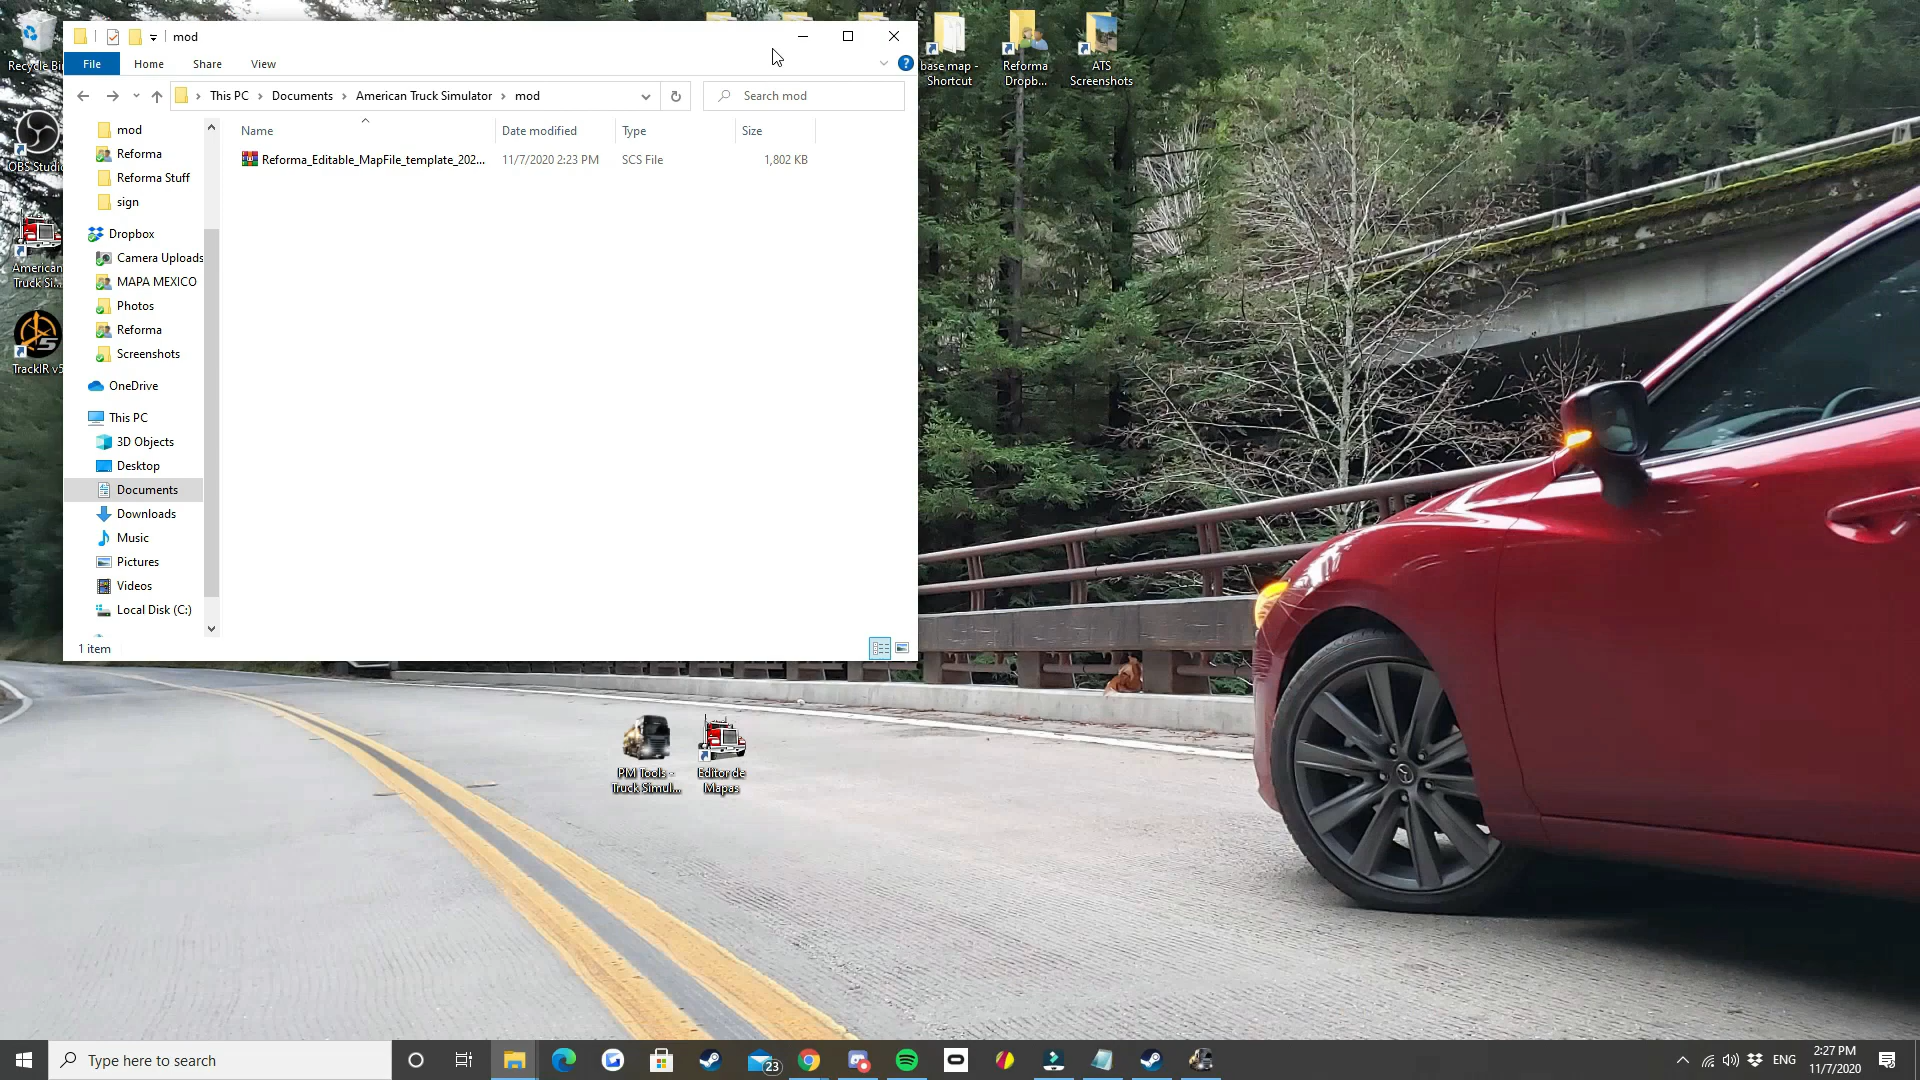 mod
File
Home
Share
View
This PC
Documents
American Truck Simulator
mod
Search mod
Name
Date modified
Type
Size
Reforma_Editable_MapFile_template_202...
11/7/2020 2:23 PM
SCS File
1,802 KB
mod
Reforma
Reforma Stuff
sign
Dropbox
Camera Uploads
MAPA MEXICO
Photos
Reforma
Screenshots
OneDrive
This PC
3D Objects
Desktop
Documents
Downloads
Music
Pictures
Videos
Local Disk (C:)
1 item
Recycle Bi
OBS Studi
American
Truck Si...
TrackIR v5
base map -
Shortcut
Reforma
Dropb...
ATS
Screenshots
PM Tools -
Truck Simul...
Editor de
Mapas
Type here to search
23
ENG
2:27 PM
11/7/2020